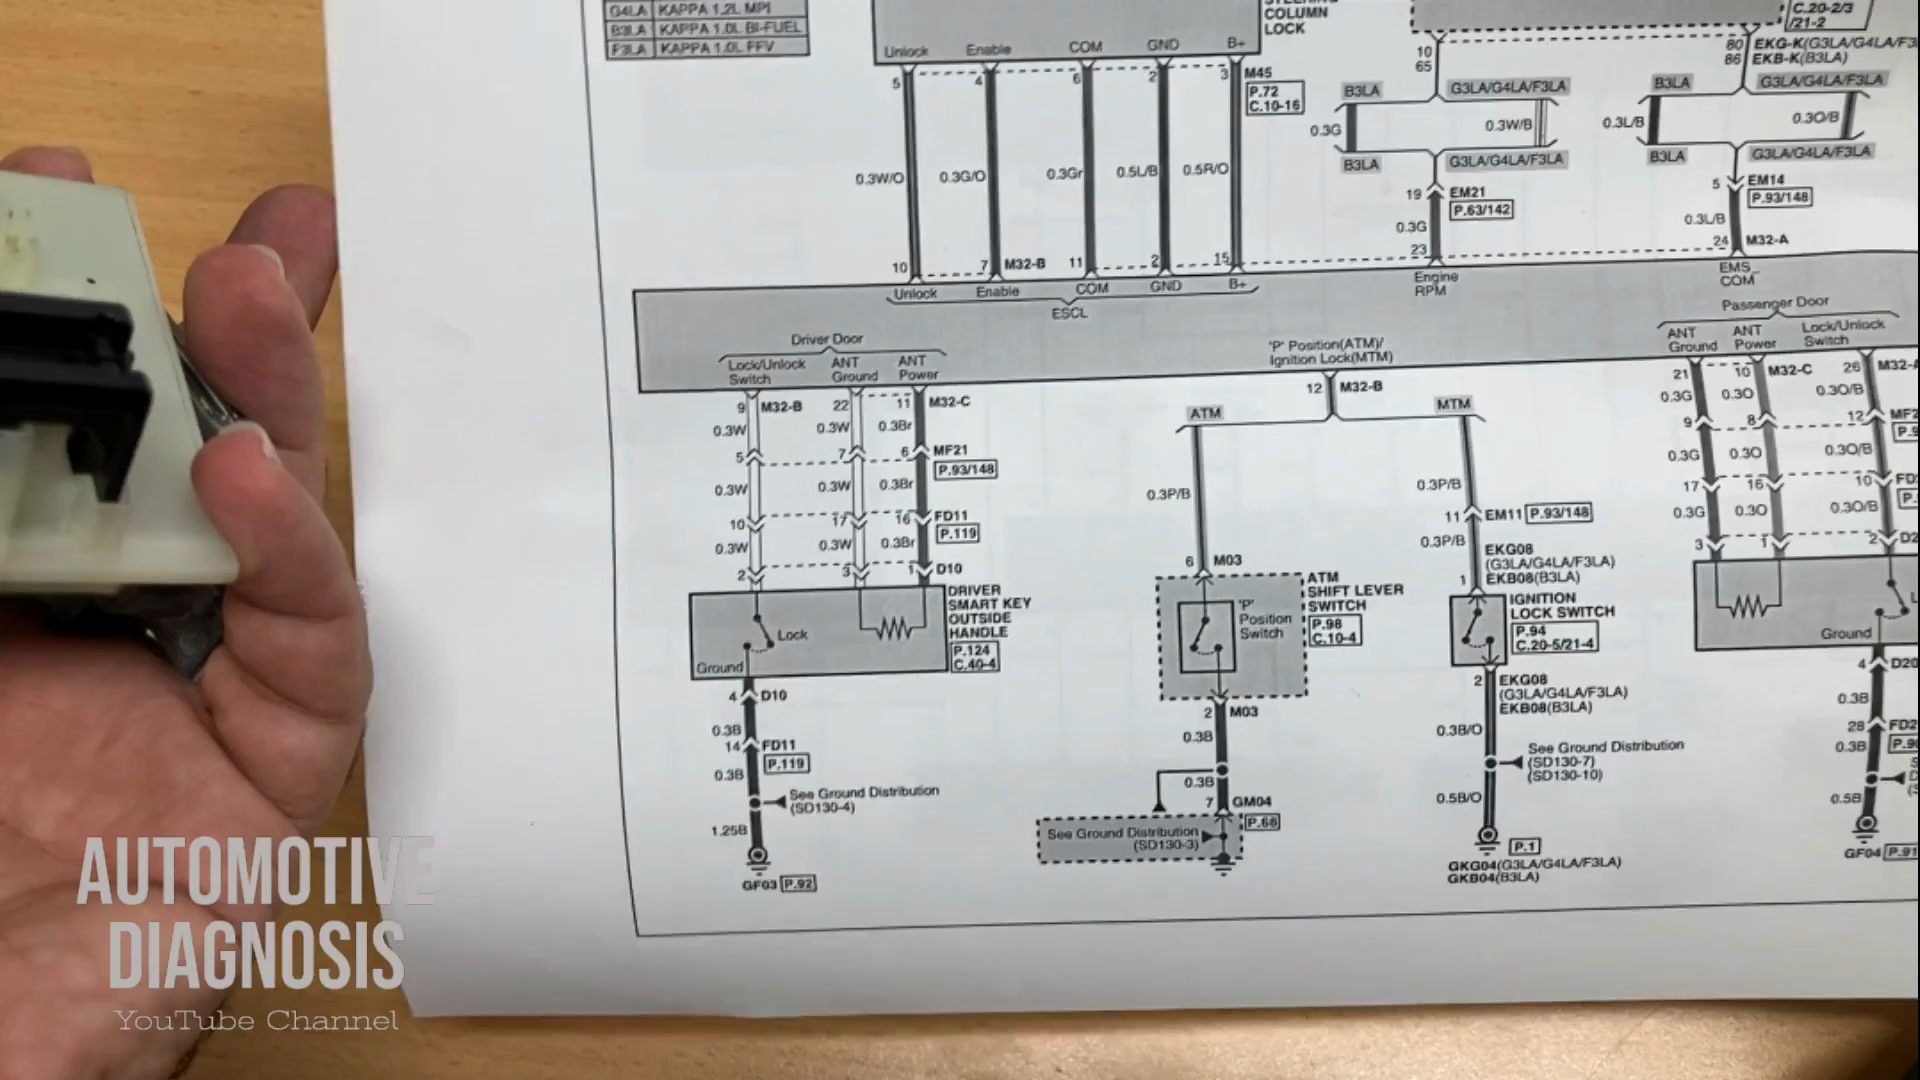 G4LA KAPPA 1.2L MPI
B3LA KAPPA 1.0L BI-FUEL
F3LA KAPPA 1.0L FFV
COLUMN
LOCK
C.20-2/3
/21-2
Unlock Enable COM GND B+
5 4 6 2 3 M45
P.72
C.10-16
10
65
80 EKG-K(G3LA/G4LA/F3
86 EKB-K(B3LA)
B3LA G3LA/G4LA/F3LA B3LA G3LA/G4LA/F3LA
0.3G 0.3W/B 0.3L/B 0.3O/B
B3LA G3LA/G4LA/F3LA B3LA G3LA/G4LA/F3LA
0.3W/O 0.3G/O 0.3Gr 0.5L/B 0.5R/O
19 EM21
P.63/142
5 EM14
P.93/148
0.3G 0.3L/B
23 24 M32-A
10 7 M32-B 11 2 15
Unlock Enable COM GND B+
ESCL
Engine
RPM
EMS_
COM
Driver Door
Lock/Unlock
Switch
ANT
Ground
ANT
Power
'P' Position(ATM)/
Ignition Lock(MTM)
Passenger Door
ANT
Ground
ANT
Power
Lock/Unlock
Switch
9 M32-B 22 11 M32-C
0.3W 0.3W 0.3Br
5 7 6 MF21
P.93/148
0.3W 0.3W 0.3Br
10 17 16 FD11
P.119
0.3W 0.3W 0.3Br
2 3 1 D10
DRIVER
SMART KEY
OUTSIDE
HANDLE
P.124
C.40-4
Lock
Ground
4 D10
0.3B
14 FD11
P.119
0.3B
See Ground Distribution
(SD130-4)
1.25B
GF03 P.92
12 M32-B
ATM MTM
0.3P/B 0.3P/B
11 EM11 P.93/148
0.3P/B
6 M03
ATM
SHIFT LEVER
SWITCH
P.98
C.10-4
'P'
Position
Switch
2 M03
0.3B
0.3B
7 GM04
P.68
See Ground Distribution
(SD130-3)
EKG08
(G3LA/G4LA/F3LA)
1 EKB08(B3LA)
IGNITION
LOCK SWITCH
P.94
C.20-5/21-4
2 EKG08
(G3LA/G4LA/F3LA)
EKB08(B3LA)
0.3B/O
See Ground Distribution
(SD130-7)
(SD130-10)
0.5B/O
P.1
GKG04(G3LA/G4LA/F3LA)
GKB04(B3LA)
21 10 M32-C 26 M32-A
0.3G 0.3O 0.3O/B
9 8 12 MF2
0.3G 0.3O 0.3O/B
17 16 10 FD
0.3G 0.3O 0.3O/B
3 1 2 D2
Ground
4 D20
0.3B
28 FD2
0.3B
0.5B
GF04 P.91
AUTOMOTIVE
DIAGNOSIS
YouTube Channel